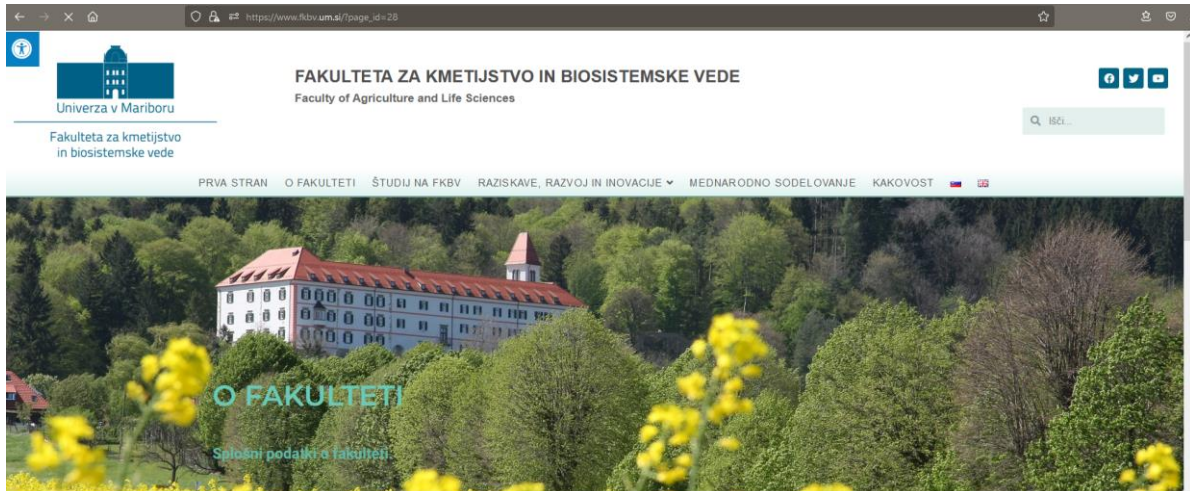 https://www.fkbv.um.si/?page_id=28
Univerza v Mariboru
Fakulteta za kmetijstvo
in biosistemske vede
FAKULTETA ZA KMETIJSTVO IN BIOSISTEMSKE VEDE
Faculty of Agriculture and Life Sciences
Išči...
PRVA STRAN O FAKULTETI ŠTUDIJ NA FKBV RAZISKAVE, RAZVOJ IN INOVACIJE MEDNARODNO SODELOVANJE KAKOVOST
O FAKULTETI
Splošni podatki o fakulteti.